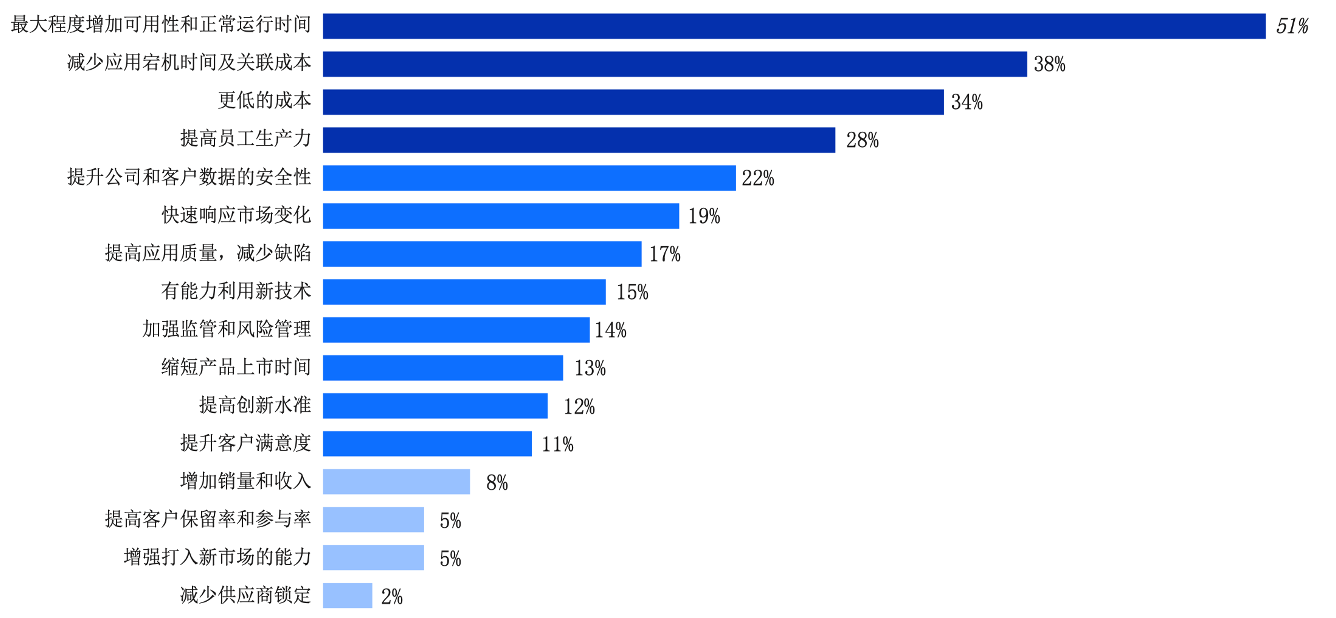 最大程度增加可用性和正常运行时间 51%
减少应用宕机时间及关联成本 38%
更低的成本 34%
提高员工生产力 28%
提升公司和客户数据的安全性 22%
快速响应市场变化 19%
提高应用质量，减少缺陷 17%
有能力利用新技术 15%
加强监管和风险管理 14%
缩短产品上市时间 13%
提高创新水准 12%
提升客户满意度 11%
增加销量和收入 8%
提高客户保留率和参与率 5%
增强打入新市场的能力 5%
减少供应商锁定 2%